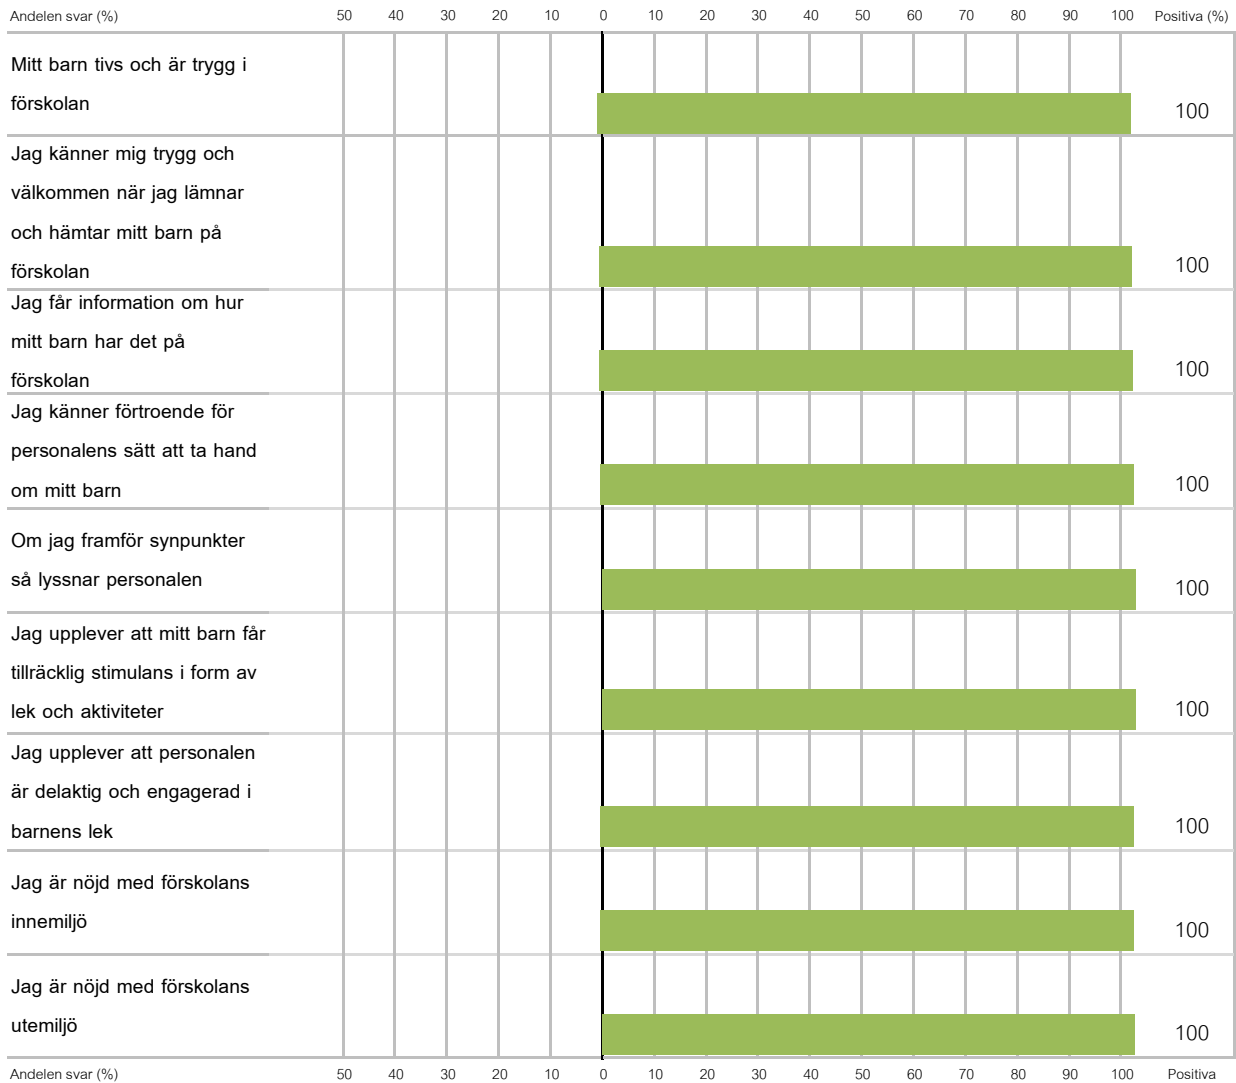 Andelen svar (%) 50 40 30 20 10 0 10 20 30 40 50 60 70 80 90 100 Positiva (%)
Mitt barn tivs och är trygg i
förskolan
100
Jag känner mig trygg och
välkommen när jag lämnar
och hämtar mitt barn på
förskolan
100
Jag får information om hur
mitt barn har det på
förskolan
100
Jag känner förtroende för
personalens sätt att ta hand
om mitt barn
100
Om jag framför synpunkter
så lyssnar personalen
100
Jag upplever att mitt barn får
tillräcklig stimulans i form av
lek och aktiviteter
100
Jag upplever att personalen
är delaktig och engagerad i
barnens lek
100
Jag är nöjd med förskolans
innemiljö
100
Jag är nöjd med förskolans
utemiljö
100
Andelen svar (%) 50 40 30 20 10 0 10 20 30 40 50 60 70 80 90 100 Positiva